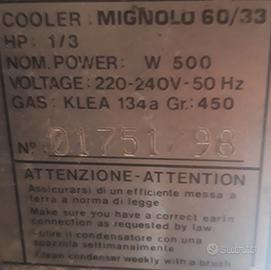 COOLER: MIGNOLO 60/33
HP: 1/3
NOM. POWER: W 500
VOLTAGE: 220-240V-50 Hz
GAS: KLEA 134a Gr.: 450
N° 01751/98
ATTENZIONE-ATTENTION
Assicurarsi di un efficiente messa a
terra a norma di legge
Make sure you have a correct earth
connection as requested by law
Pulire il condensatore con una
spazzola settimanalmente
Clean condenser weekly with a brush
subito